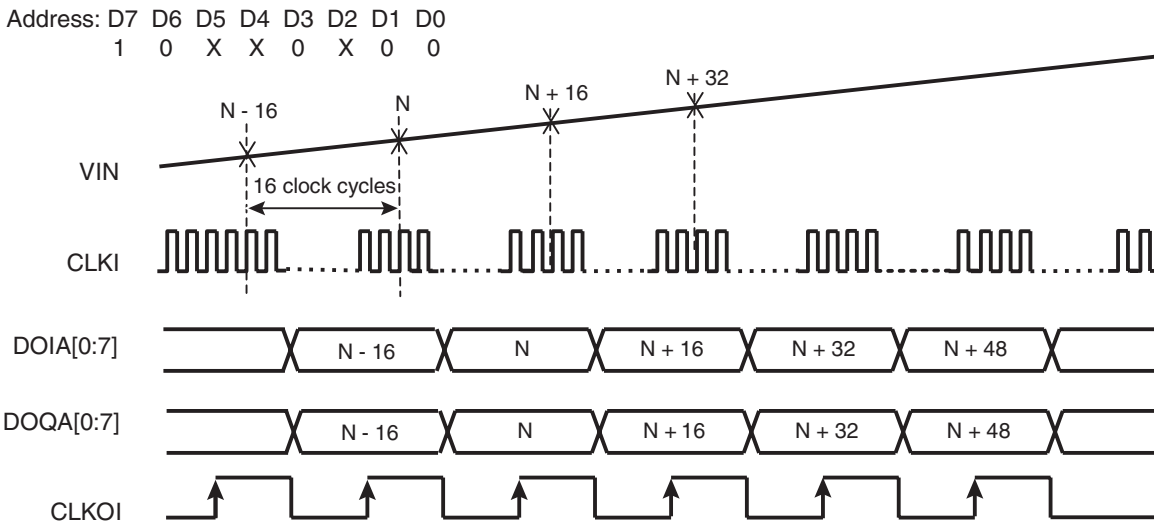 Address: D7 D6 D5 D4 D3 D2 D1 D0
1 0 X X 0 X 0 0
N - 16 N N + 16 N + 32
VIN
16 clock cycles
CLKI
DOIA[0:7] N - 16 N N + 16 N + 32 N + 48
DOQA[0:7] N - 16 N N + 16 N + 32 N + 48
CLKOI